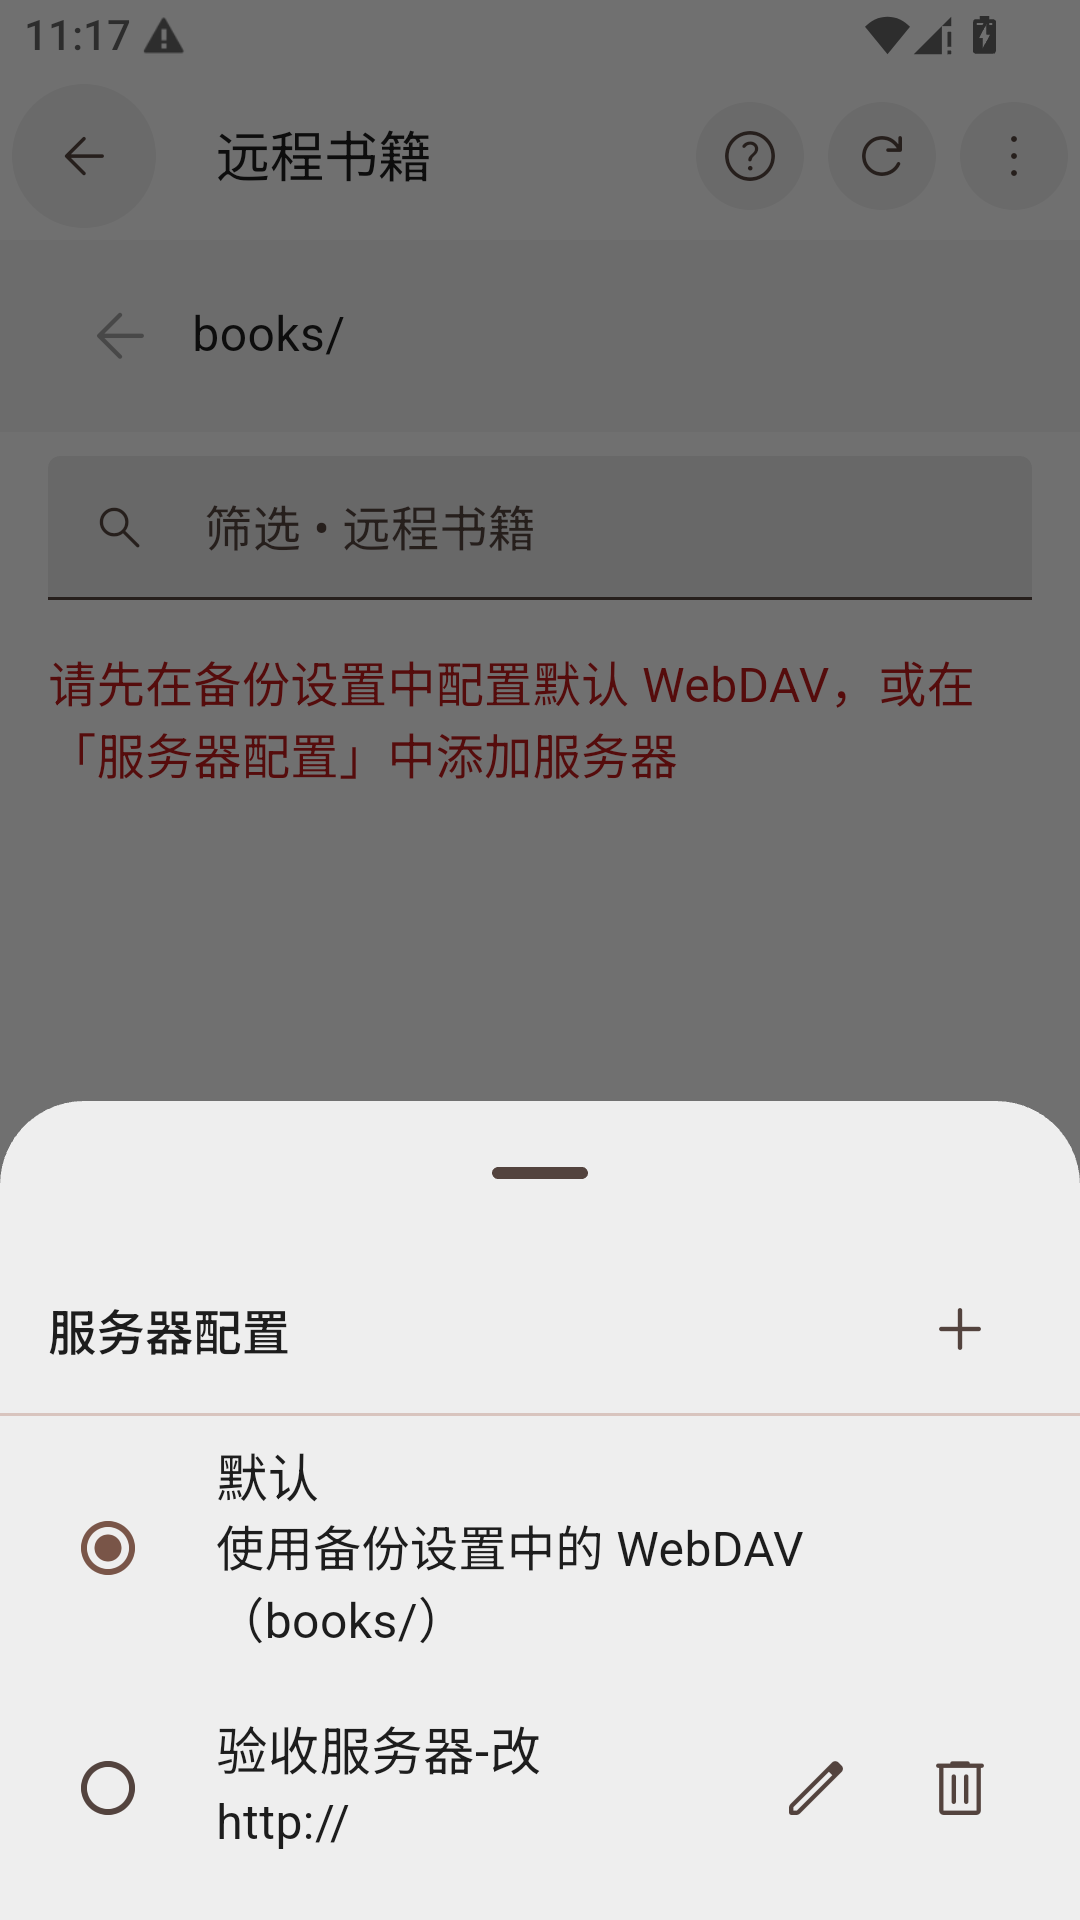 11:17
远程书籍
books/
筛选 • 远程书籍
请先在备份设置中配置默认 WebDAV，或在
「服务器配置」中添加服务器
服务器配置
默认
使用备份设置中的 WebDAV
（books/）
验收服务器-改
http://